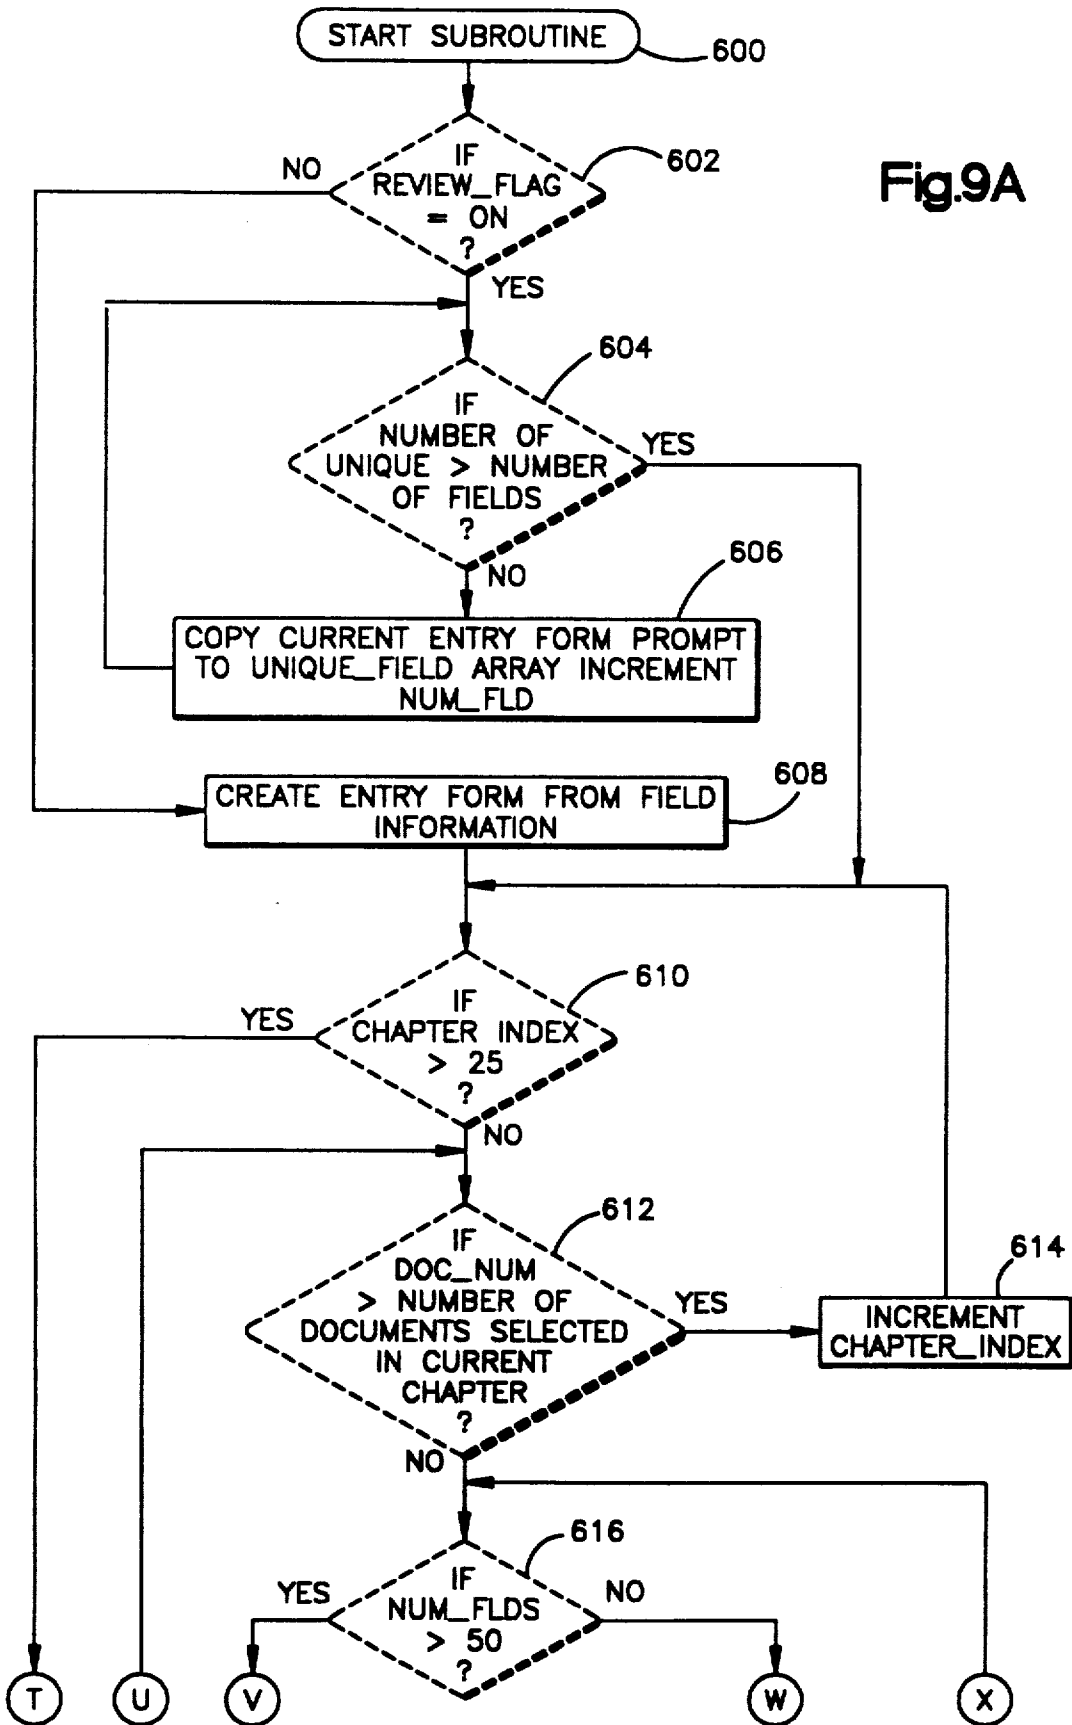 START SUBROUTINE
600
IF
REVIEW_FLAG
= ON
?
602
NO
YES
Fig.9A
604
IF
NUMBER OF
UNIQUE > NUMBER
OF FIELDS
?
YES
NO
606
COPY CURRENT ENTRY FORM PROMPT
TO UNIQUE_FIELD ARRAY INCREMENT
NUM_FLD
608
CREATE ENTRY FORM FROM FIELD
INFORMATION
610
IF
CHAPTER INDEX
> 25
?
YES
NO
612
IF
DOC_NUM
> NUMBER OF
DOCUMENTS SELECTED
IN CURRENT
CHAPTER
?
YES
NO
614
INCREMENT
CHAPTER_INDEX
616
IF
NUM_FLDS
> 50
?
YES
NO
T
U
V
W
X